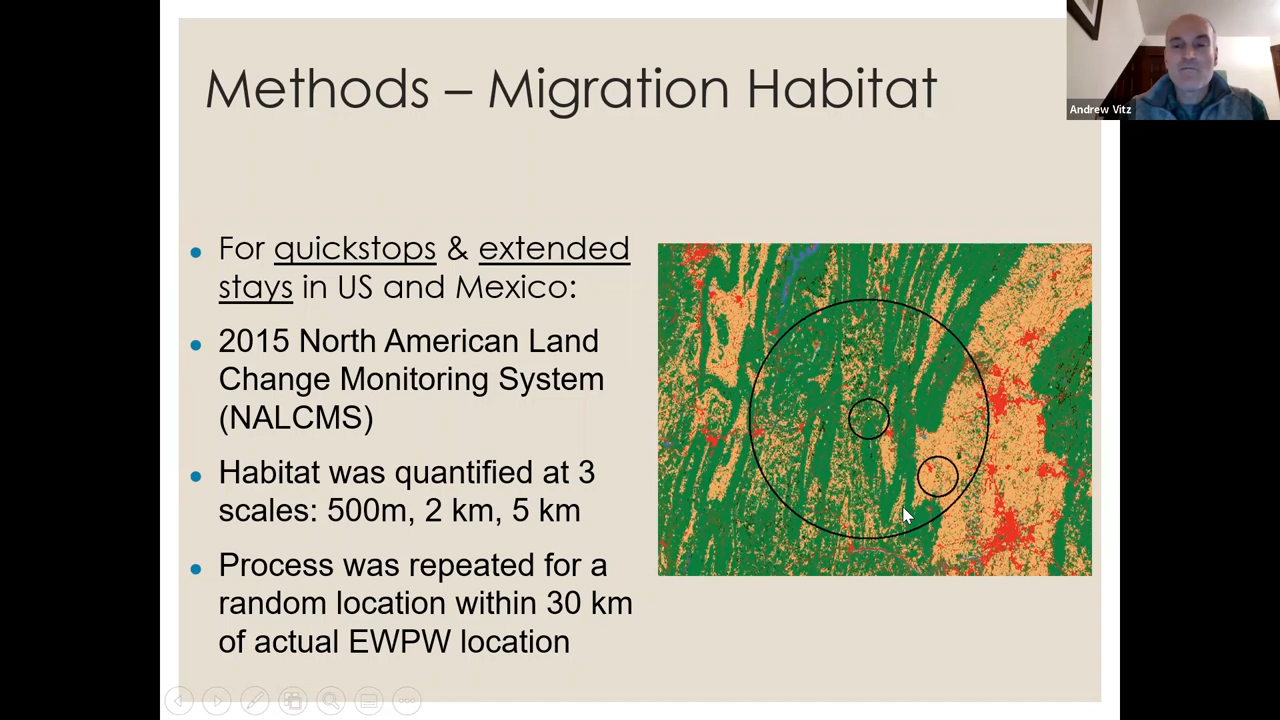 Methods – Migration Habitat
Andrew Vitz
For quickstops & extended
stays in US and Mexico:
2015 North American Land
Change Monitoring System
(NALCMS)
Habitat was quantified at 3
scales: 500m, 2 km, 5 km
Process was repeated for a
random location within 30 km
of actual EWPW location